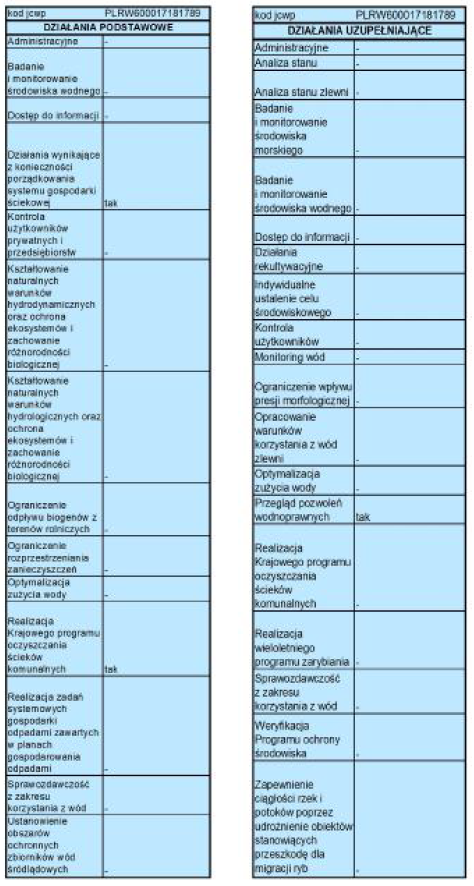 kod jcwp PLRW600017181789
DZIAŁANIA PODSTAWOWE
Administracyjne -
Badanie
i monitorowanie
środowiska wodnego -
Dostęp do informacji -
Działania wynikające
z konieczności
porządkowania
systemu gospodarki
ściekowej tak
Kontrola
użytkowników
prywatnych i
przedsiębiorstw -
Kształtowanie
naturalnych
warunków
hydrodynamicznych
oraz ochrona
ekosystemów i
zachowanie
różnorodności
biologicznej -
Kształtowanie
naturalnych
warunków
hydrologicznych oraz
ochrona
ekosystemów i
zachowanie
różnorodności
biologicznej -
Ograniczenie
odpływu biogenów z
terenów rolniczych -
Ograniczenie
rozprzestrzeniania
zanieczyszczeń -
Optymalizacja
zużycia wody -
Realizacja
Krajowego programu
oczyszczania
ścieków
komunalnych tak
Realizacja zadań
systemowych
gospodarki
odpadami zawartych
w planach
gospodarowania
odpadami -
Sprawozdawczość
z zakresu
korzystania z wód -
Ustanowienie
obszarów
ochronnych
zbiorników wód
śródlądowych -
kod jcwp PLRW600017181789
DZIAŁANIA UZUPEŁNIAJĄCE
Administracyjne -
Analiza stanu -
Analiza stanu zlewni -
Badanie
i monitorowanie
środowiska
morskiego -
Badanie
i monitorowanie
środowiska wodnego -
Dostęp do informacji -
Działania
rekultywacyjne -
Indywidualne
ustalenie celu
środowiskowego -
Kontrola
użytkowników -
Monitoring wód -
Ograniczenie wpływu
presji morfologicznej -
Opracowanie
warunków
korzystania z wód
zlewni -
Optymalizacja
zużycia wody -
Przegląd pozwoleń
wodnoprawnych tak
Realizacja
Krajowego programu
oczyszczania
ścieków
komunalnych -
Realizacja
wieloletniego
programu zarybiania -
Sprawozdawczość
z zakresu
korzystania z wód -
Weryfikacja
Programu ochrony
środowiska -
Zapewnienie
ciągłości rzek i
potoków poprzez
udrożnienie obiektów
stanowiących
przeszkodę dla
migracji ryb -